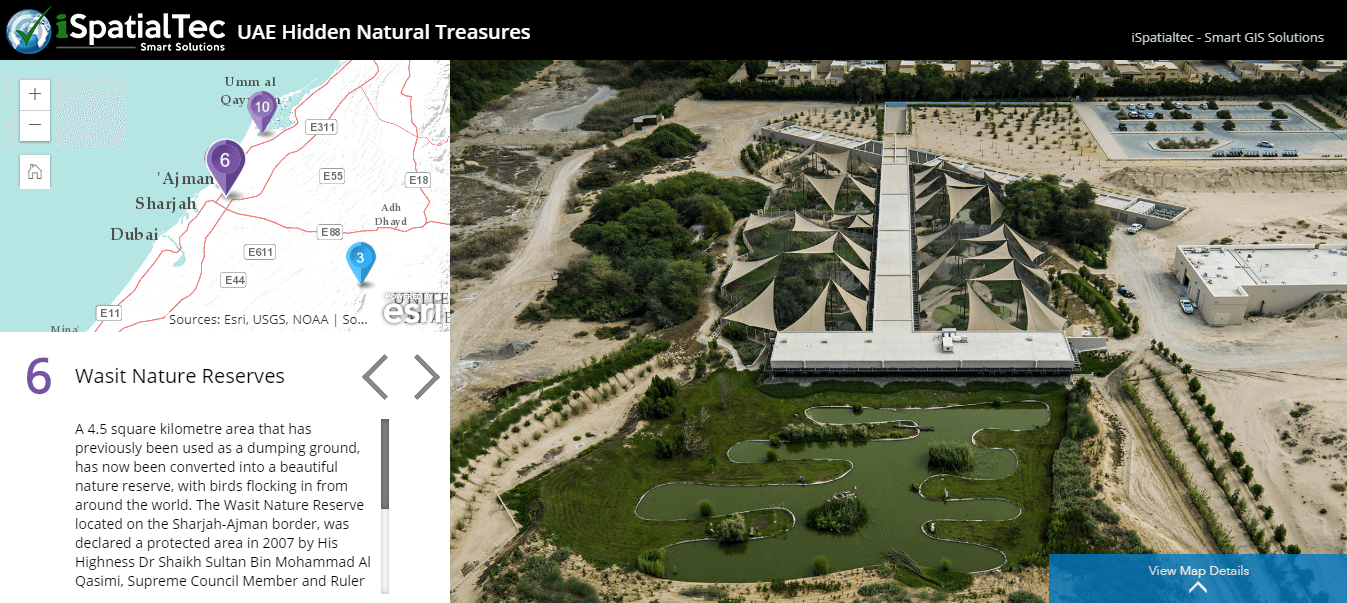 iSpatialTec
Smart Solutions
UAE Hidden Natural Treasures
iSpatialtec - Smart GIS Solutions
+
−
Umm al
10
E311
6
'Ajman
E55
E18
Sharjah
Adh
Dhayd
Dubai
E88
E611
3
E44
POWERED BY
esri
E11
Sources: Esri, USGS, NOAA | So...
Mina'
6
Wasit Nature Reserves
A 4.5 square kilometre area that has
previously been used as a dumping ground,
has now been converted into a beautiful
nature reserve, with birds flocking in from
around the world. The Wasit Nature Reserve
located on the Sharjah-Ajman border, was
declared a protected area in 2007 by His
Highness Dr Shaikh Sultan Bin Mohammad Al
Qasimi, Supreme Council Member and Ruler
View Map Details